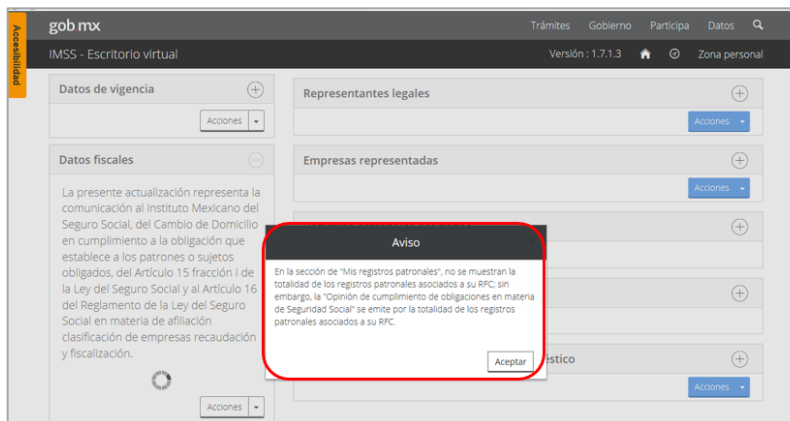 Accesibilidad
gob mx
Trámites Gobierno Participa Datos
IMSS - Escritorio virtual
Versión : 1.7.1.3 Zona personal
Datos de vigencia
Acciones
Datos fiscales
La presente actualización representa la
comunicación al Instituto Mexicano del
Seguro Social, del Cambio de Domicilio
en cumplimiento a la obligación que
establece a los patrones o sujetos
obligados, del Artículo 15 fracción I de
la Ley del Seguro Social y al Artículo 16
del Reglamento de la Ley del Seguro
Social en materia de afiliación
clasificación de empresas recaudación
y fiscalización.
Acciones
Representantes legales
Acciones
Empresas representadas
Acciones
Aviso
En la sección de "Mis registros patronales", no se muestran la
totalidad de los registros patronales asociados a su RFC; sin
embargo, la "Opinión de cumplimiento de obligaciones en materia
de Seguridad Social" se emite por la totalidad de los registros
patronales asociados a su RFC.
Aceptar
éstico
Acciones